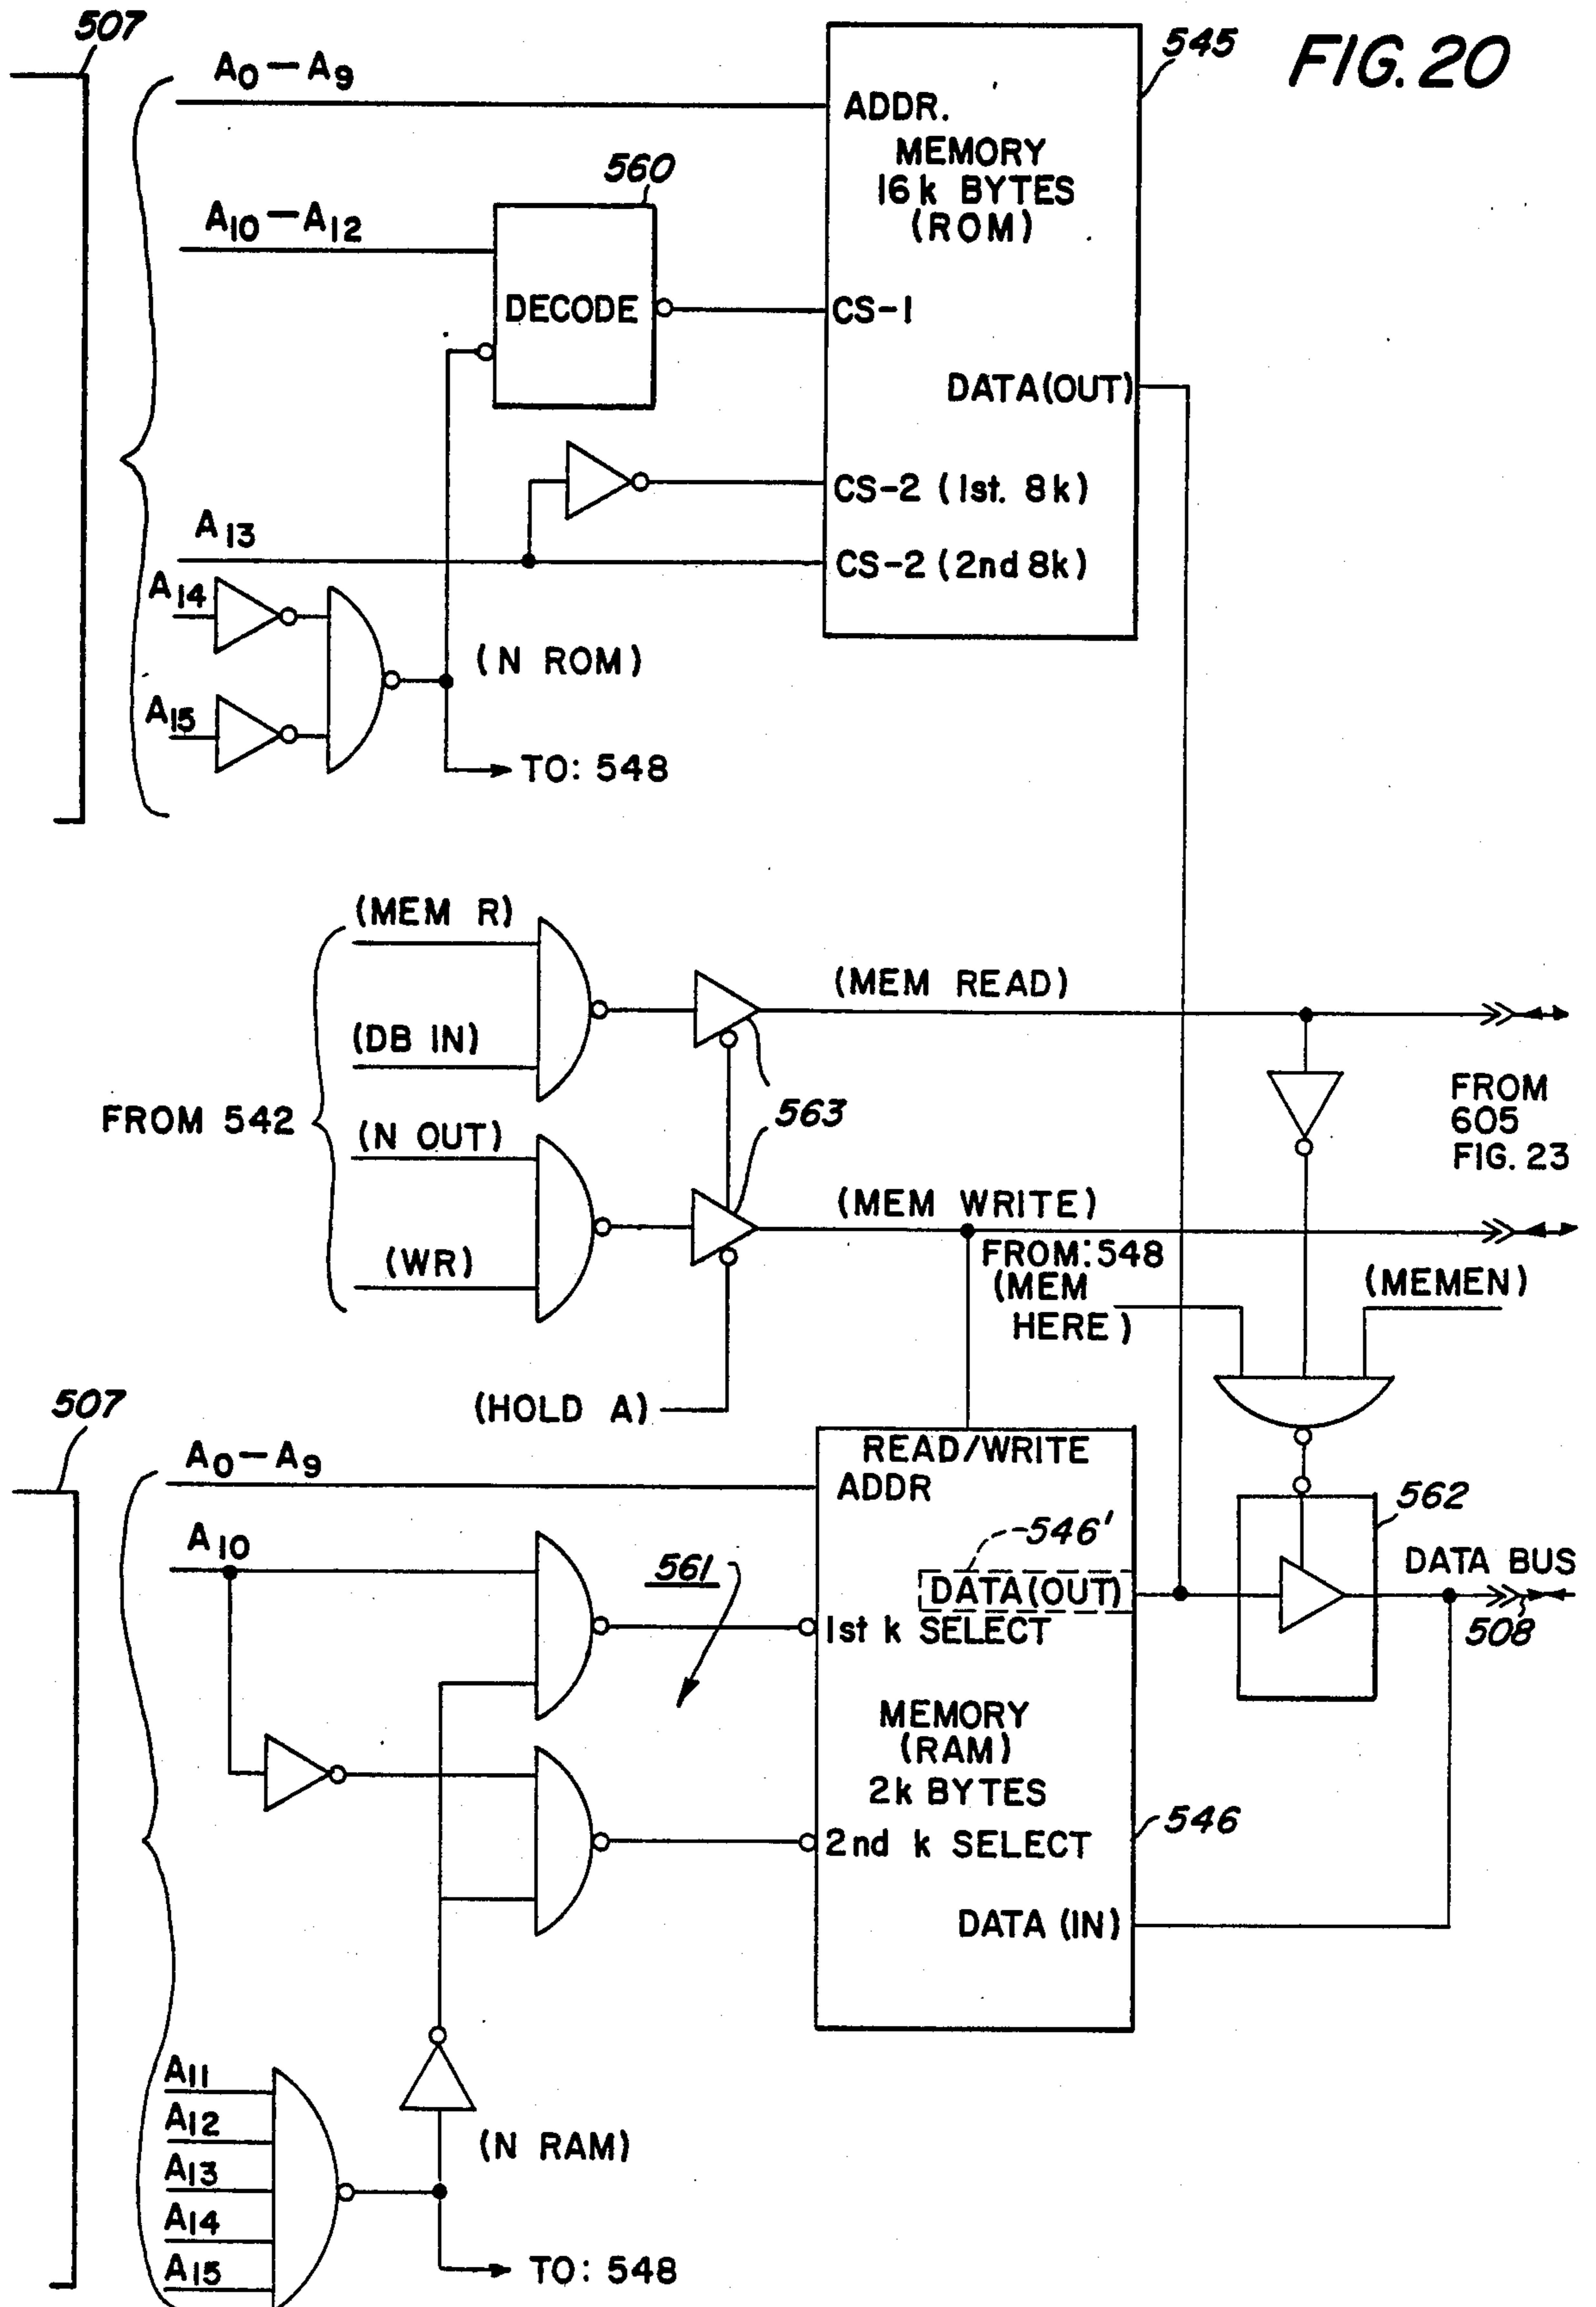 FIG. 20
507
A0–A9
545
ADDR.
MEMORY
16k BYTES
(ROM)
560
A10–A12
DECODE
CS-1
DATA(OUT)
CS-2 (1st. 8k)
A13
CS-2 (2nd 8k)
A14
(N ROM)
A15
TO: 548
(MEM R)
(MEM READ)
(DB IN)
563
FROM
605
FIG. 23
FROM 542
(N OUT)
(MEM WRITE)
(WR)
FROM: 548
(MEM
HERE)
(MEMEN)
507
(HOLD A)
READ/WRITE
A0–A9
ADDR
562
A10
546'
561
DATA(OUT)
DATA BUS
508
1st k SELECT
MEMORY
(RAM)
2k BYTES
546
2nd k SELECT
DATA (IN)
A11
A12
(N RAM)
A13
A14
A15
TO: 548